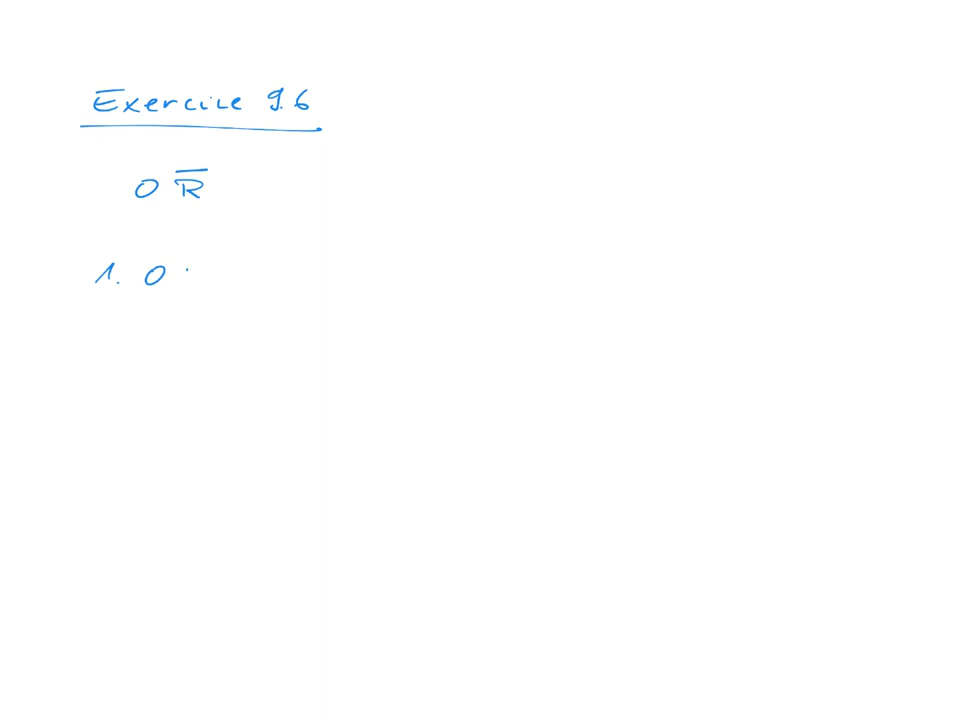 Exercice 9.6
O R̅
1. O .